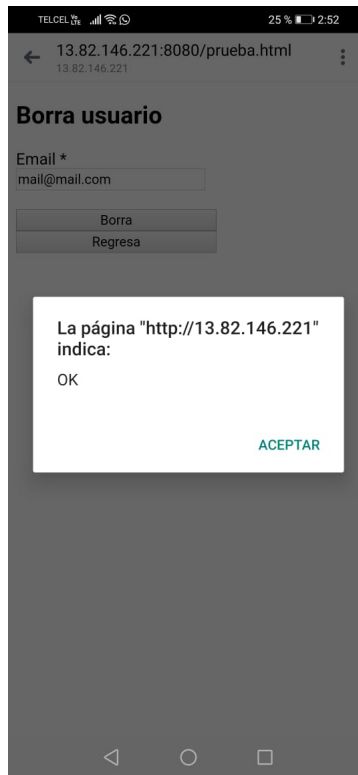 TELCEL VoLTE 25 % 2:52
13.82.146.221:8080/prueba.html
13.82.146.221
Borra usuario
Email *
mail@mail.com
Borra
Regresa
La página "http://13.82.146.221"
indica:
OK
ACEPTAR